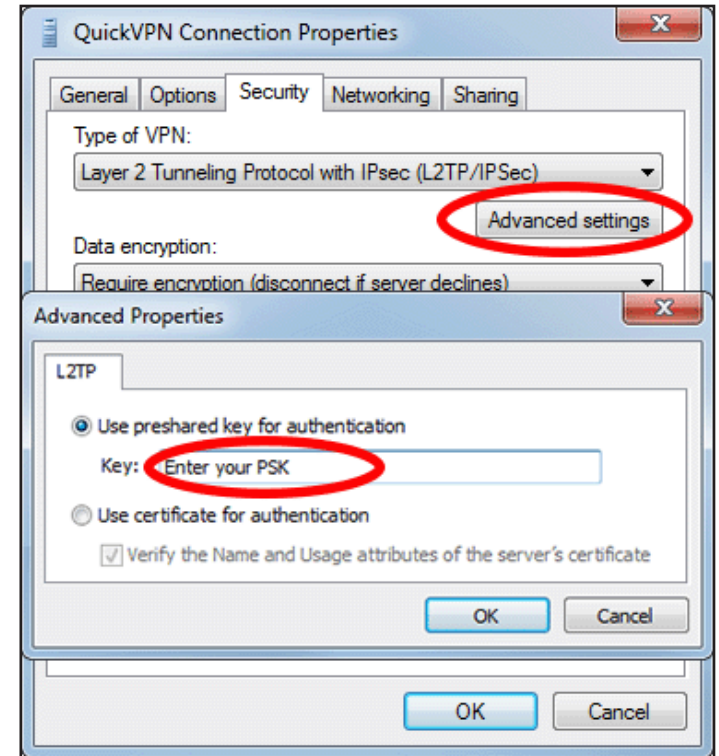 QuickVPN Connection Properties
General Options Security Networking Sharing
Type of VPN:
Layer 2 Tunneling Protocol with IPsec (L2TP/IPSec)
Advanced settings
Data encryption:
Require encryption (disconnect if server declines)
Advanced Properties
L2TP
Use preshared key for authentication
Key: Enter your PSK
Use certificate for authentication
Verify the Name and Usage attributes of the server's certificate
OK Cancel
OK Cancel